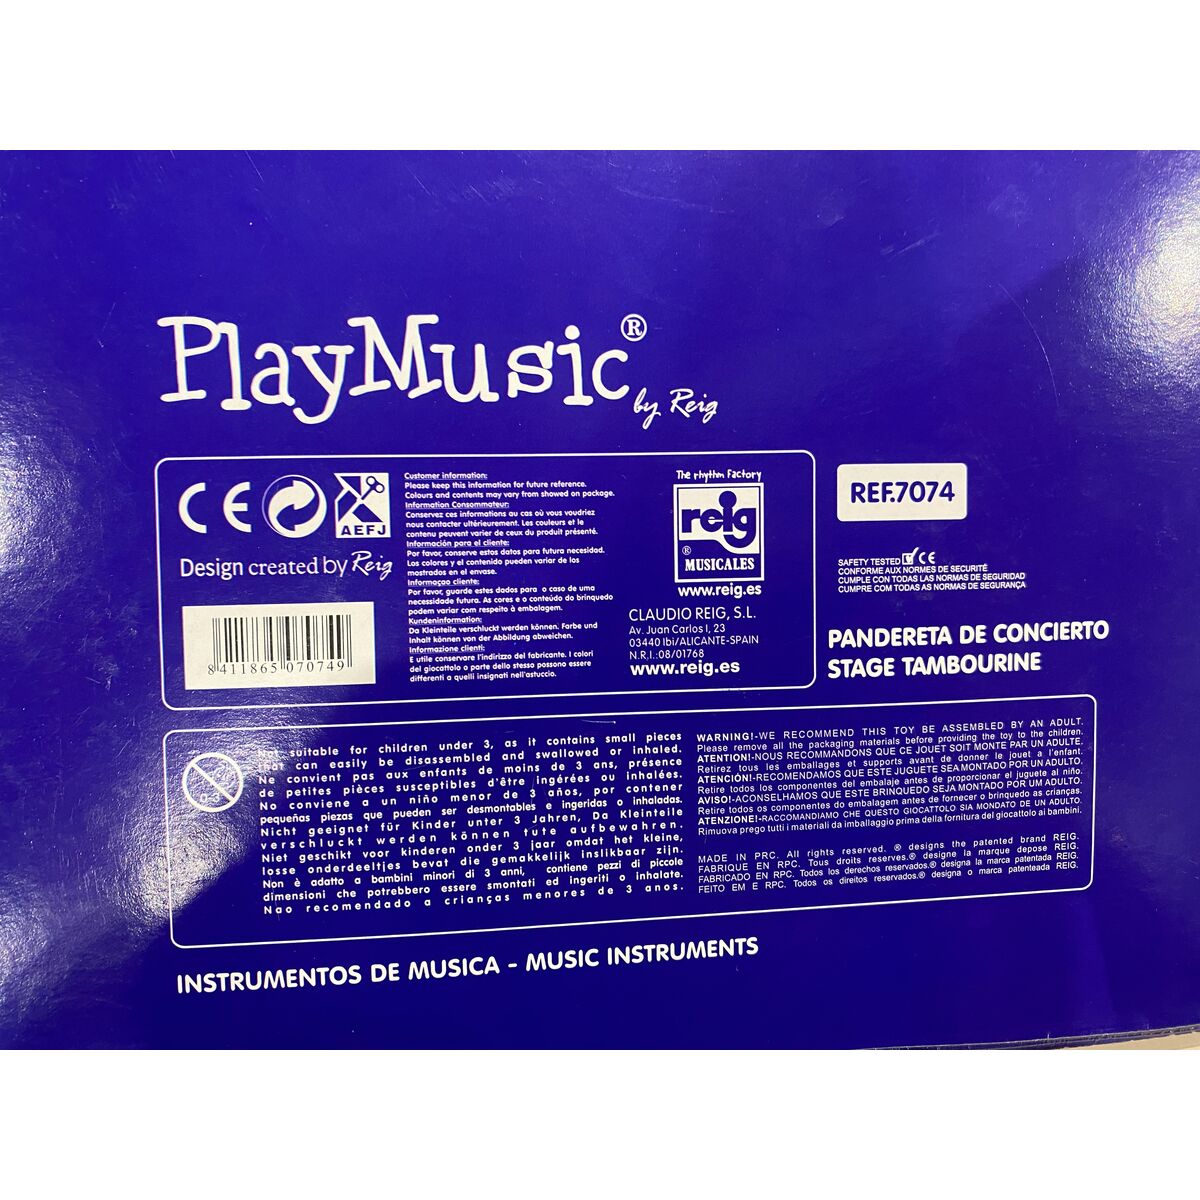 PlayMusic®
by Reig
CE
AEFJ
Design created by Reig
8 411865 070749
Customer information:
Please keep this information for future reference.
Colours and contents may vary from showed on package.
Information Consommateur:
Conservez ces informations au cas où vous voudriez
nous contacter ultérieurement. Les couleurs et le
contenu peuvent varier de ceux du produit présenté.
Información para el cliente:
Por favor, conserve estos datos para futura necesidad.
Los colores y el contenido pueden variar de los
mostrados en el envase.
Informaçao cliente:
Por favor, guarde estes dados para o caso de uma
necessidade futura. As cores e o conteúdo do brinquedo
podem variar com respeito à embalagem.
Kundeninformation:
Da Kleinteile verschluckt werden können. Farbe und
Inhalt können von der Abbildung abweichen.
Informazione clienti:
E utile conservare l'indirizzo del fabricante. I colori
del giocattolo a parte dello stesso possono essere
differenti a quelli insignati nell'astuccio.
The rhythm Factory
reig
® MUSICALES
www.reig.es
CLAUDIO REIG, S.L.
Av. Juan Carlos I, 23
03440 Ibi/ALICANTE-SPAIN
N.R.I.:08/01768
www.reig.es
REF.7074
SAFETY TESTED CE
CONFORME AUX NORMES DE SECURITÉ
CUMPLE CON TODAS LAS NORMAS DE SEGURIDAD
CUMPRE COM TODAS AS NORMAS DE SEGURANÇA
PANDERETA DE CONCIERTO
STAGE TAMBOURINE
Not suitable for children under 3, as it contains small pieces
that can easily be disassembled and swallowed or inhaled.
Ne convient pas aux enfants de moins de 3 ans, présence
de petites pièces susceptibles d'être ingérées ou inhalées.
No conviene a un niño menor de 3 años, por contener
pequeñas piezas que pueden ser desmontables e ingeridas o inhaladas.
Nicht geeignet für Kinder unter 3 Jahren, Da Kleinteile
verschluckt werden können tute aufbewahren.
Niet geschikt voor kinderen onder 3 jaar omdat het kleine,
losse onderdeeltjes bevat die gemakkelijk inslikbaar zijn.
Non è adatto a bambini minori di 3 anni, contiene pezzi di piccole
dimensioni che potrebbero essere smontati ed ingeriti o inhalate.
Nao recomendado a crianças menores de 3 anos.
WARNING!-WE RECOMMEND THIS TOY BE ASSEMBLED BY AN ADULT.
Please remove all the packaging materials before providing the toy to the children.
ATENTION!-NOUS RECOMMANDONS QUE CE JOUET SOIT MONTE PAR UN ADULTE.
Retirez tous les emballages et supports avant de donner le jouet a l'enfant.
ATENCIÓN!-RECOMENDAMOS QUE ESTE JUGUETE SEA MONTADO POR UN ADULTO.
Retire todos los componentes del embalaje antes de proporcionar el juguete al niño.
AVISO!-ACONSELHAMOS QUE ESTE BRINQUEDO SEJA MONTADO POR UM ADULTO.
Retire todos os componentes do embalagem antes de fornecer o brinquedo as crianças.
ATENZIONE!-RACCOMANDIAMO CHE QUESTO GIOCATTOLO SIA MONDATO DE UN ADULTO.
Rimuova prego tutti i materiali da imballaggio prima della fornitura del giocattolo ai bambini.
MADE IN PRC. All rights reserved. ® designs the patented brand REIG.
FABRIQUE EN RPC. Tous droits reserves.® designe la marque depose REIG.
FABRICADO EN RPC. Todos los derechos reservados.® designa la marca patentada REIG.
FEITO EM E RPC. Todos os direitos reservados.® designa o marca patenteada REIG.
INSTRUMENTOS DE MUSICA - MUSIC INSTRUMENTS